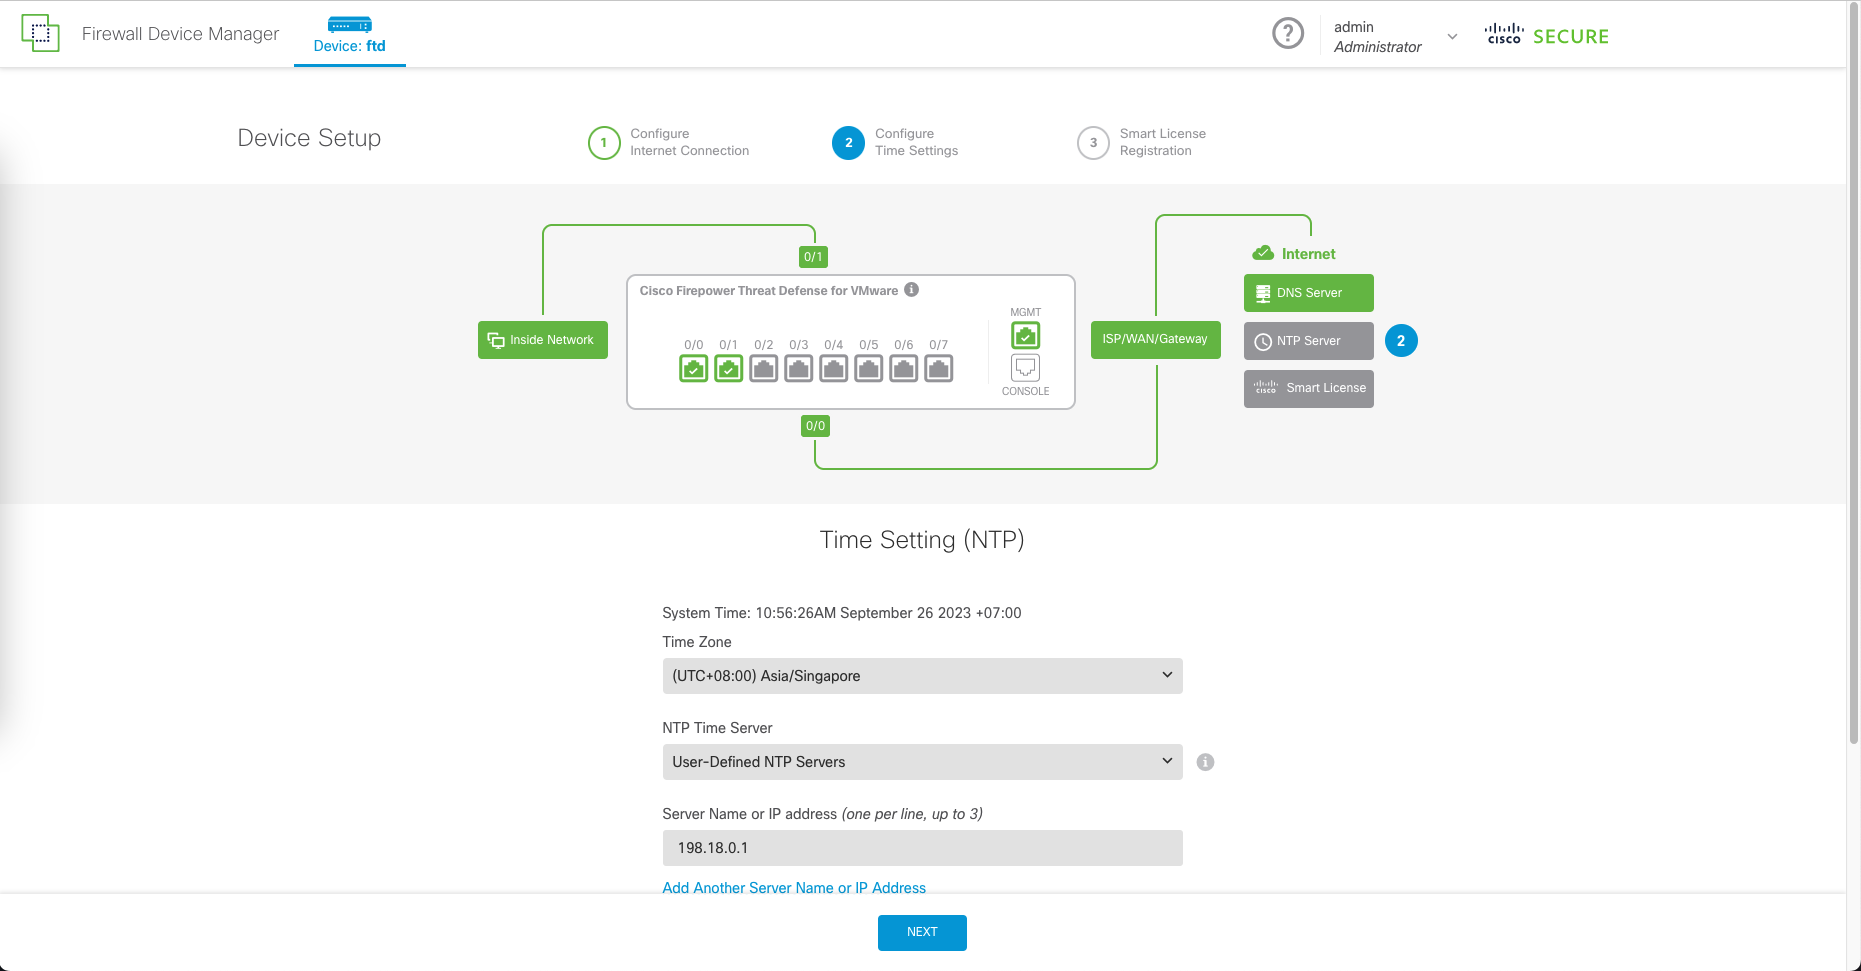 Firewall Device Manager
Device: ftd
?
admin
Administrator
cisco SECURE
Device Setup
1
Configure
Internet Connection
2
Configure
Time Settings
3
Smart License
Registration
0/1
Internet
Cisco Firepower Threat Defense for VMware
DNS Server
MGMT
Inside Network
ISP/WAN/Gateway
NTP Server
2
0/0 0/1 0/2 0/3 0/4 0/5 0/6 0/7
cisco Smart License
CONSOLE
0/0
Time Setting (NTP)
System Time: 10:56:26AM September 26 2023 +07:00
Time Zone
(UTC+08:00) Asia/Singapore
NTP Time Server
User-Defined NTP Servers
Server Name or IP address (one per line, up to 3)
198.18.0.1
Add Another Server Name or IP Address
NEXT